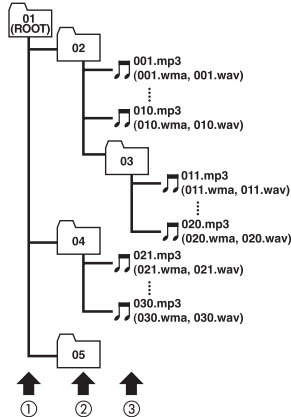 01
(ROOT)
02
001.mp3
(001.wma, 001.wav)
010.mp3
(010.wma, 010.wav)
03
011.mp3
(011.wma, 011.wav)
020.mp3
(020.wma, 020.wav)
04
021.mp3
(021.wma, 021.wav)
030.mp3
(030.wma, 030.wav)
05
① ② ③